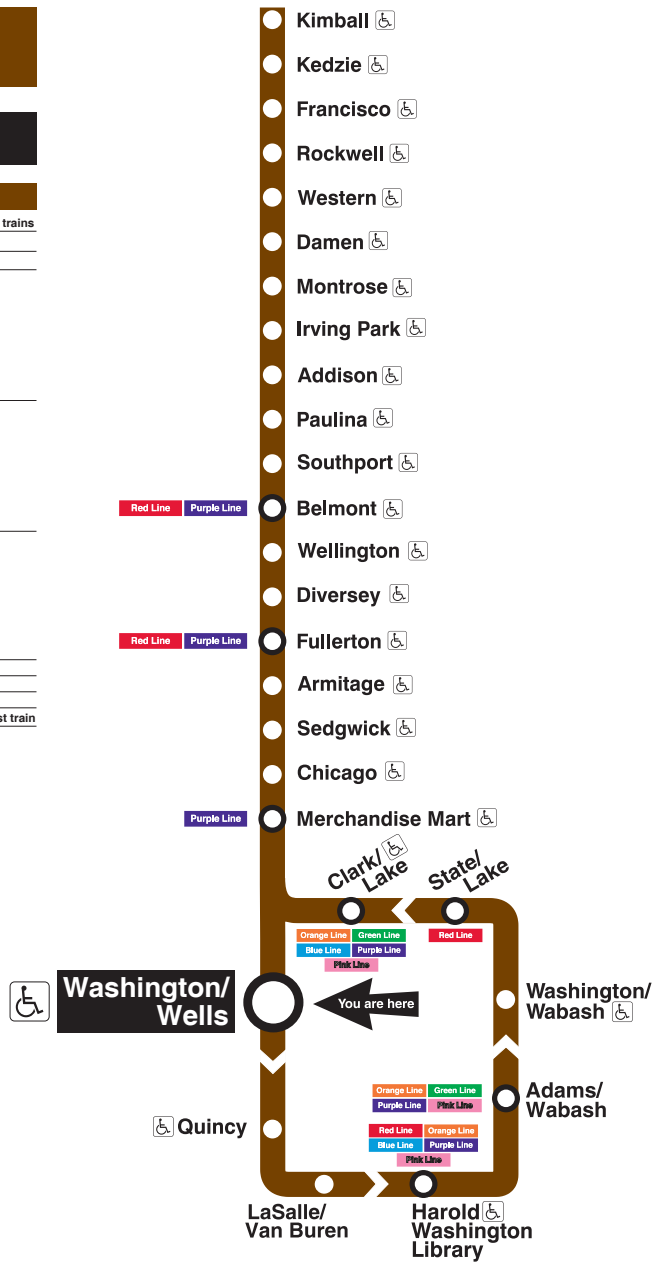 Kimball
Kedzie
Francisco
Rockwell
trains
Western
Damen
Montrose
Irving Park
Addison
Paulina
Southport
Red Line Purple Line Belmont
Wellington
Diversey
Red Line Purple Line Fullerton
Armitage
Sedgwick
st train
Chicago
Purple Line Merchandise Mart
Clark/
Lake
State/
Lake
Orange Line Green Line
Blue Line Purple Line
Pink Line
Red Line
Washington/
Wells
You are here
Washington/
Wabash
Orange Line Green Line
Purple Line Pink Line
Adams/
Wabash
Quincy
Red Line Orange Line
Blue Line Purple Line
Pink Line
LaSalle/
Van Buren
Harold
Washington
Library